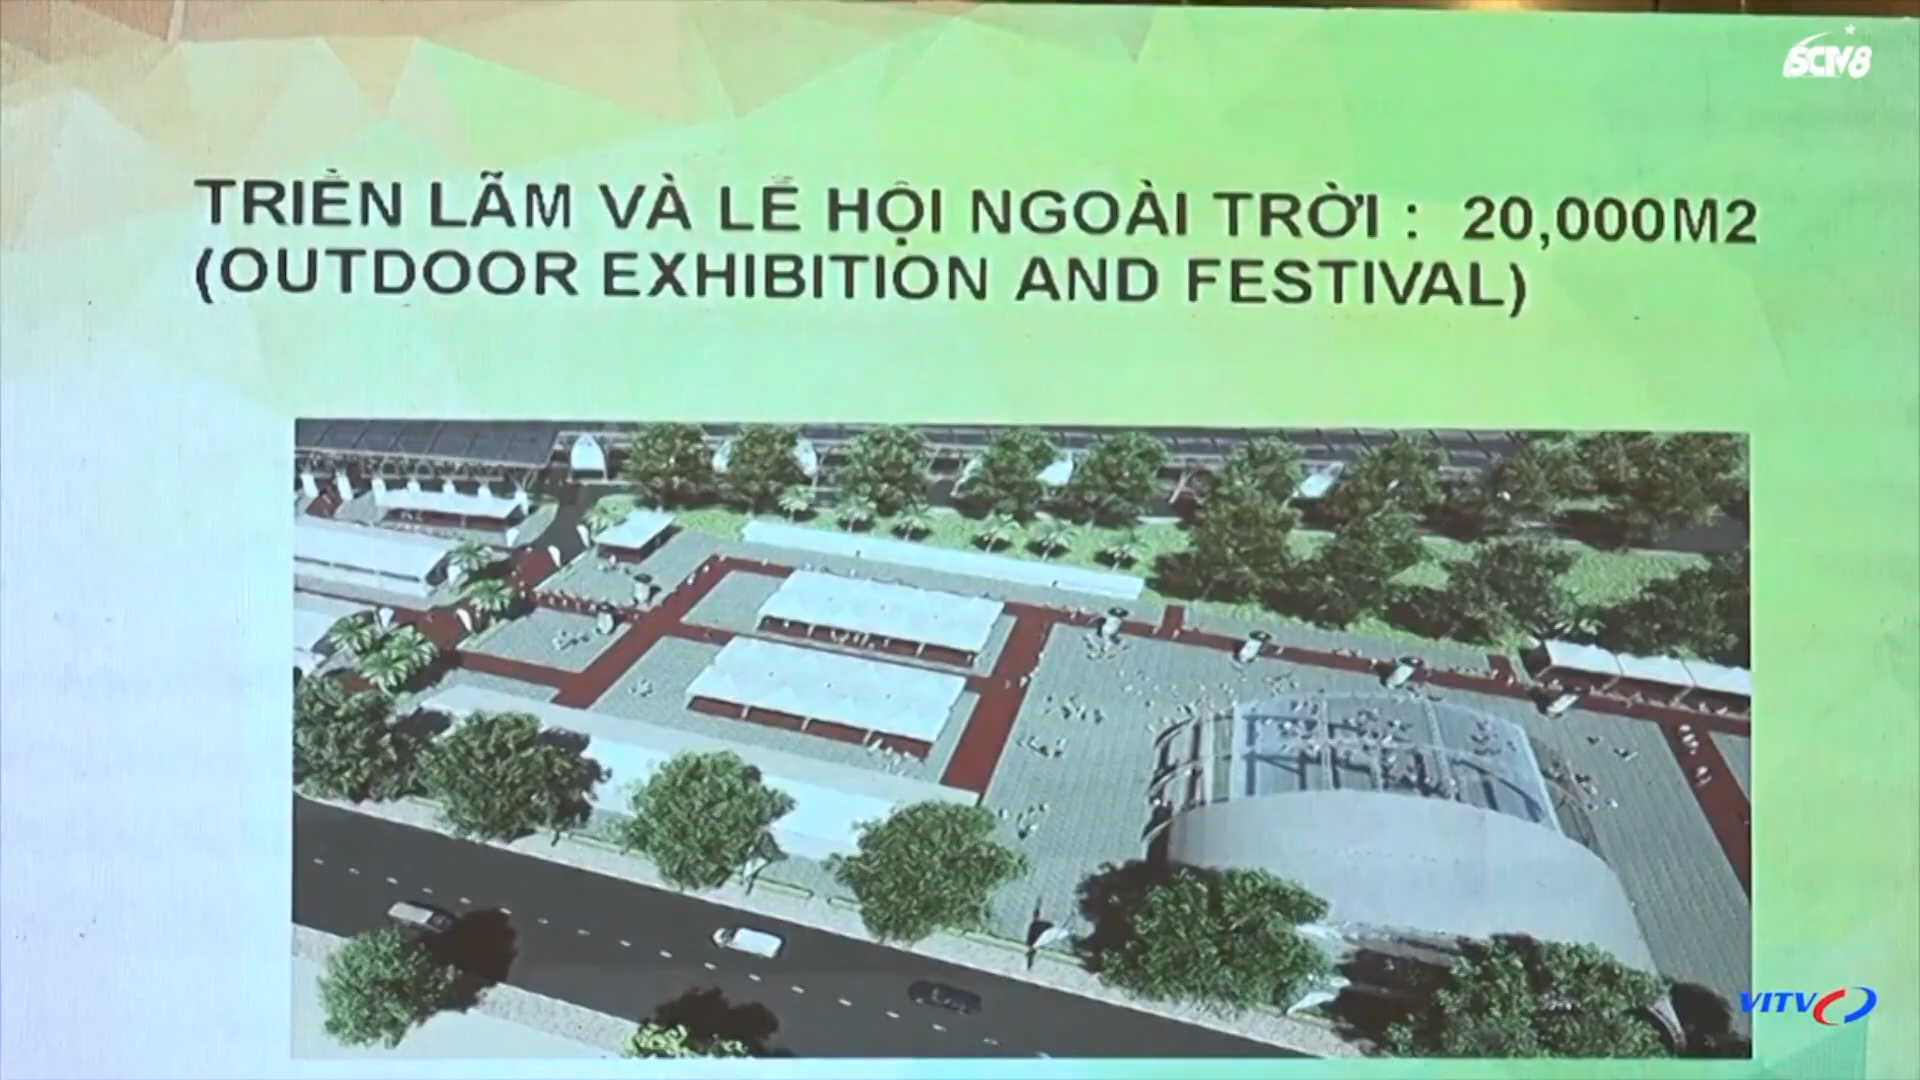 SCTV8
TRIỂN LÃM VÀ LỄ HỘI NGOÀI TRỜI : 20,000M2
(OUTDOOR EXHIBITION AND FESTIVAL)
VITV